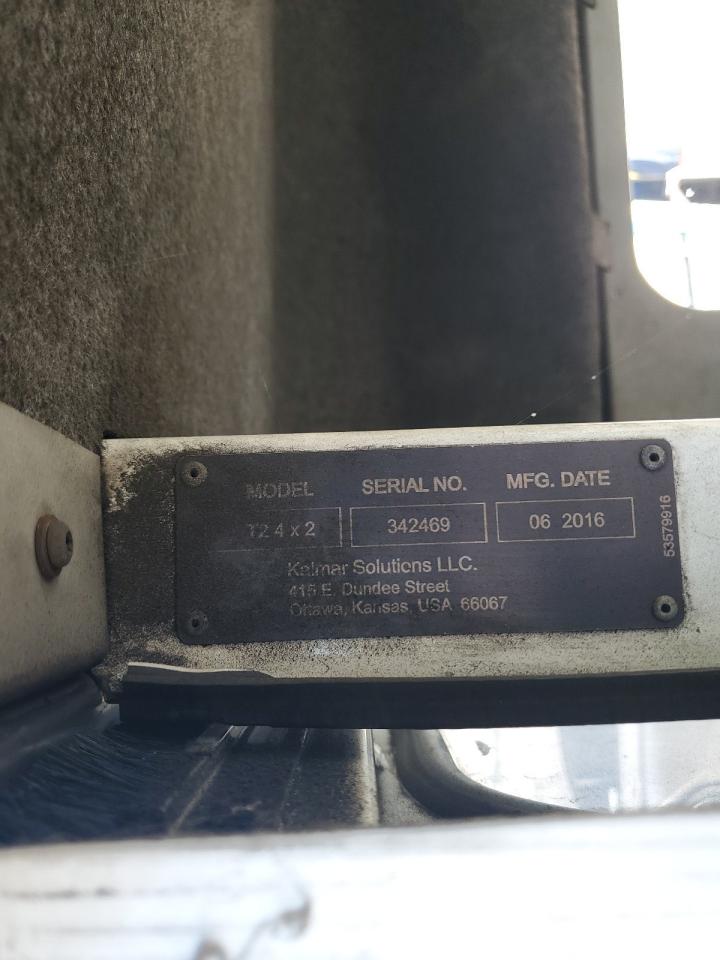 MODEL SERIAL NO. MFG. DATE
T2 4 x 2 342469 06 2016
Kalmar Solutions LLC.
415 E. Dundee Street
Ottawa, Kansas, USA 66067
53579916